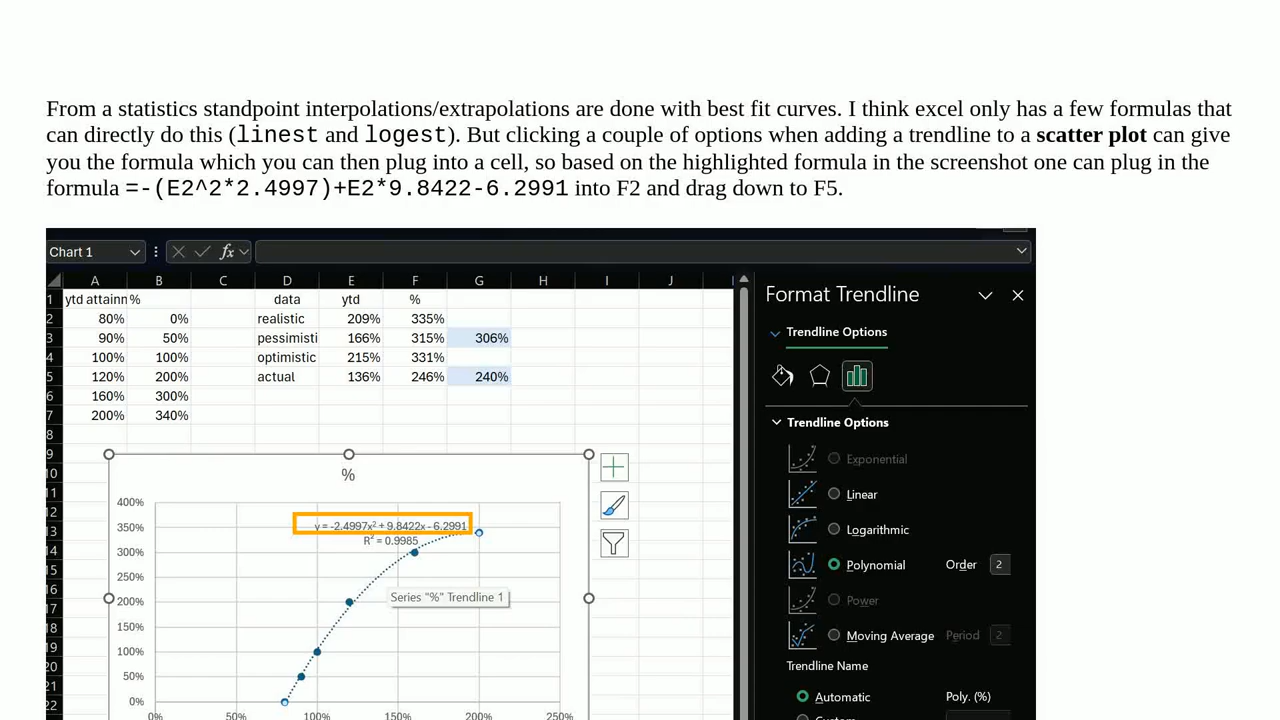 From a statistics standpoint interpolations/extrapolations are done with best fit curves. I think excel only has a few formulas that
can directly do this (linest and logest). But clicking a couple of options when adding a trendline to a scatter plot can give
you the formula which you can then plug into a cell, so based on the highlighted formula in the screenshot one can plug in the
formula =-(E2^2*2.4997)+E2*9.8422-6.2991 into F2 and drag down to F5.
Chart 1 fx
A B C D E F G H I J
1 ytd attainn % data ytd %
2 80% 0% realistic 209% 335%
3 90% 50% pessimisti 166% 315% 306%
4 100% 100% optimistic 215% 331%
5 120% 200% actual 136% 246% 240%
6 160% 300%
7 200% 340%
8
9
10
11
12
13
14
15
16
17
18
19
20
21
22
%
400%
350%
300%
250%
200%
150%
100%
50%
0%
y = -2.4997x² + 9.8422x - 6.2991
R² = 0.9985
Series "%" Trendline 1
0% 50% 100% 150% 200% 250%
Format Trendline
Trendline Options
Trendline Options
Exponential
Linear
Logarithmic
Polynomial Order 2
Power
Moving Average Period 2
Trendline Name
Automatic Poly. (%)